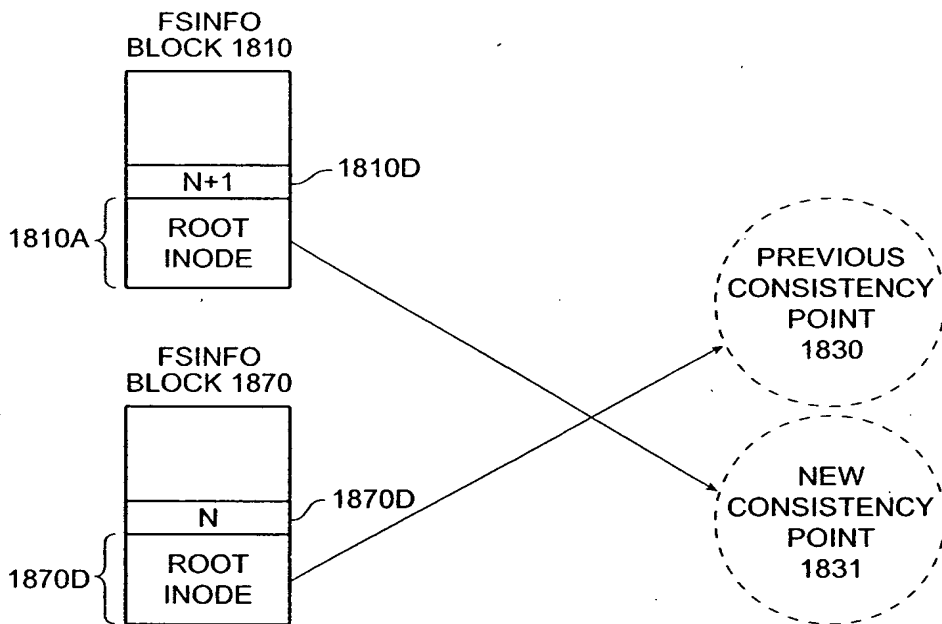 FSINFO
BLOCK 1810
N+1
1810D
1810A
ROOT
INODE
PREVIOUS
CONSISTENCY
POINT
1830
FSINFO
BLOCK 1870
N
1870D
1870D
ROOT
INODE
NEW
CONSISTENCY
POINT
1831